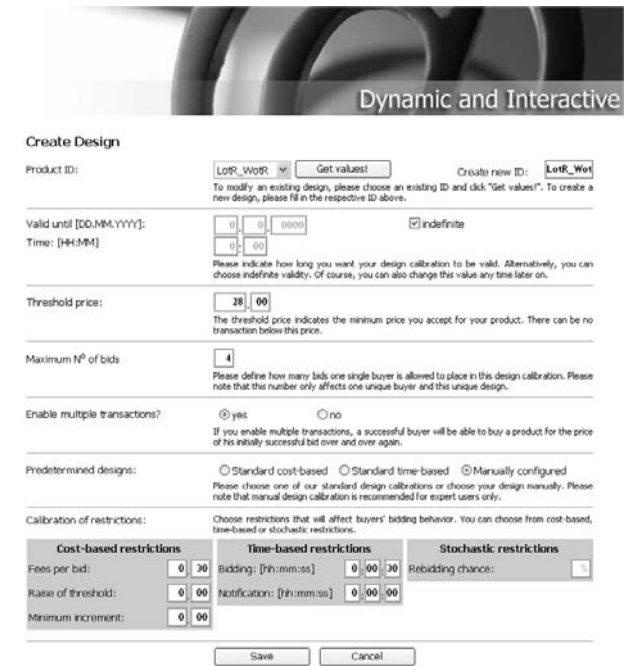 Dynamic and Interactive
Create Design
Product ID: LotR_WotR Get values! Create new ID: LotR_Wot
To modify an existing design, please choose an existing ID and click "Get values!". To create a
new design, please fill in the respective ID above.
Valid until [DD.MM.YYYY]: 0 . 0 . 0000 indefinite
Time: [HH:MM] 0 : 00
Please indicate how long you want your design calibration to be valid. Alternatively, you can
choose indefinite validity. Of course, you can also change this value any time later on.
Threshold price: 28 . 00
The threshold price indicates the minimum price you accept for your product. There can be no
transaction below this price.
Maximum Nº of bids 4
Please define how many bids one single buyer is allowed to place in this design calibration. Please
note that this number only affects one unique buyer and this unique design.
Enable multiple transactions? yes no
If you enable multiple transactions, a successful buyer will be able to buy a product for the price
of his initially successful bid over and over again.
Predetermined designs: Standard cost-based Standard time-based Manually configured
Please choose one of our standard design calibrations or choose your design manually. Please
note that manual design calibration is recommended for expert users only.
Calibration of restrictions: Choose restrictions that will affect buyers' bidding behavior. You can choose from cost-based,
time-based or stochastic restrictions.
Cost-based restrictions Time-based restrictions Stochastic restrictions
Fees per bid: 0 . 30 Bidding: [hh:mm:ss] 0 : 00 : 30 Rebidding chance: %
Raise of threshold: 0 . 00 Notification: [hh:mm:ss] 0 : 00 : 00
Minimum increment: 0 . 00
Save Cancel